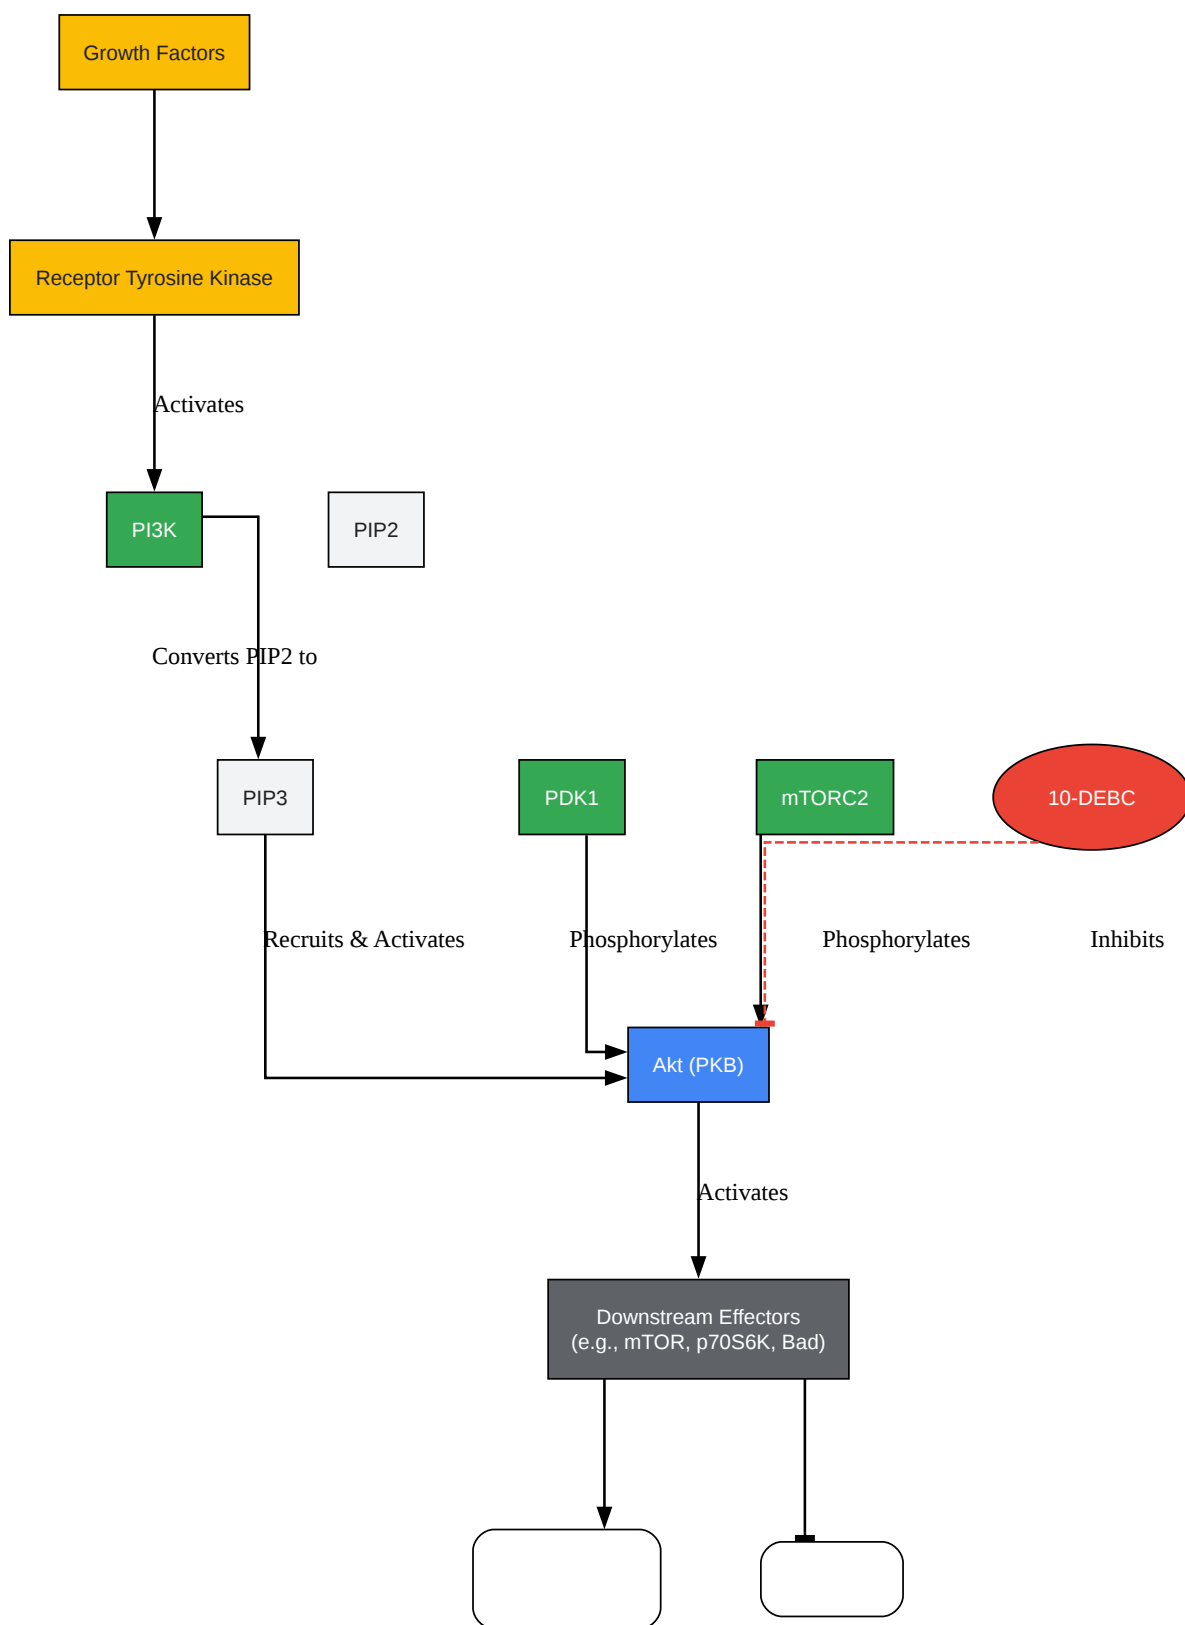 Growth Factors
Receptor Tyrosine Kinase
Activates
PI3K
PIP2
Converts PIP2 to
PIP3
PDK1
mTORC2
10-DEBC
Recruits & Activates
Phosphorylates
Phosphorylates
Inhibits
Akt (PKB)
Activates
Downstream Effectors
(e.g., mTOR, p70S6K, Bad)